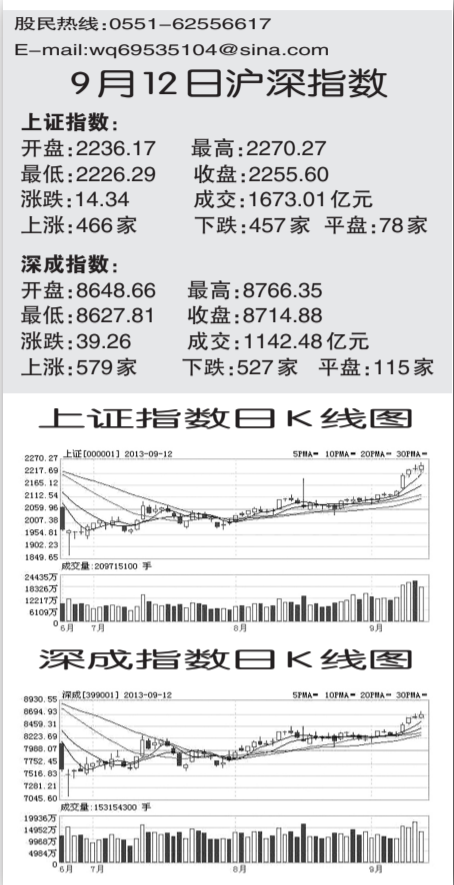 股民热线:0551-62556617
E-mail:wq69535104@sina.com
9月12日沪深指数
上证指数:
开盘:2236.17 最高:2270.27
最低:2226.29 收盘:2255.60
涨跌:14.34 成交:1673.01亿元
上涨:466家 下跌:457家 平盘:78家
深成指数:
开盘:8648.66 最高:8766.35
最低:8627.81 收盘:8714.88
涨跌:39.26 成交:1142.48亿元
上涨:579家 下跌:527家 平盘:115家
上证指数日K线图
上证[000001] 2013-09-12 5PMA 10PMA 20PMA 30PMA
2270.27
2217.69
2165.12
2112.54
2059.96
2007.38
1954.81
1902.23
1849.65
成交量:209715100 手
24435万
18326万
12217万
6109万
0
6月 7月 8月 9月
深成指数日K线图
深成[399001] 2013-09-12 5PMA 10PMA 20PMA 30PMA
8930.55
8694.93
8459.31
8223.69
7988.07
7752.45
7516.83
7281.21
7045.60
成交量:153154300 手
19936万
14952万
9968万
4984万
0
6月 7月 8月 9月